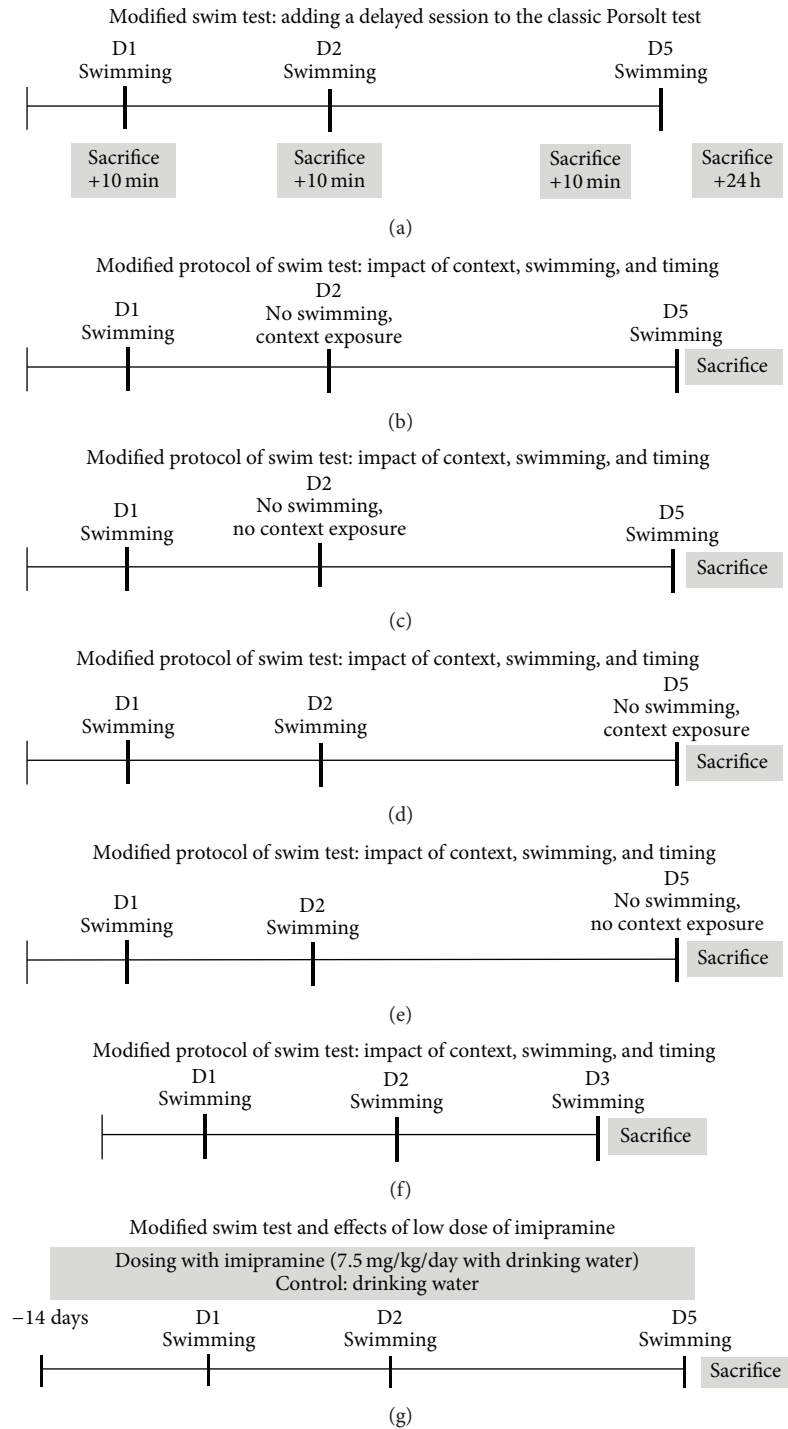 Modified swim test: adding a delayed session to the classic Porsolt test
D1
Swimming
D2
Swimming
D5
Swimming
Sacrifice
+10 min
Sacrifice
+10 min
Sacrifice
+10 min
Sacrifice
+24 h
(a)
Modified protocol of swim test: impact of context, swimming, and timing
D1
Swimming
D2
No swimming,
context exposure
D5
Swimming
Sacrifice
(b)
Modified protocol of swim test: impact of context, swimming, and timing
D1
Swimming
D2
No swimming,
no context exposure
D5
Swimming
Sacrifice
(c)
Modified protocol of swim test: impact of context, swimming, and timing
D1
Swimming
D2
Swimming
D5
No swimming,
context exposure
Sacrifice
(d)
Modified protocol of swim test: impact of context, swimming, and timing
D1
Swimming
D2
Swimming
D5
No swimming,
no context exposure
Sacrifice
(e)
Modified protocol of swim test: impact of context, swimming, and timing
D1
Swimming
D2
Swimming
D3
Swimming
Sacrifice
(f)
Modified swim test and effects of low dose of imipramine
Dosing with imipramine (7.5 mg/kg/day with drinking water)
Control: drinking water
−14 days
D1
Swimming
D2
Swimming
D5
Swimming
Sacrifice
(g)